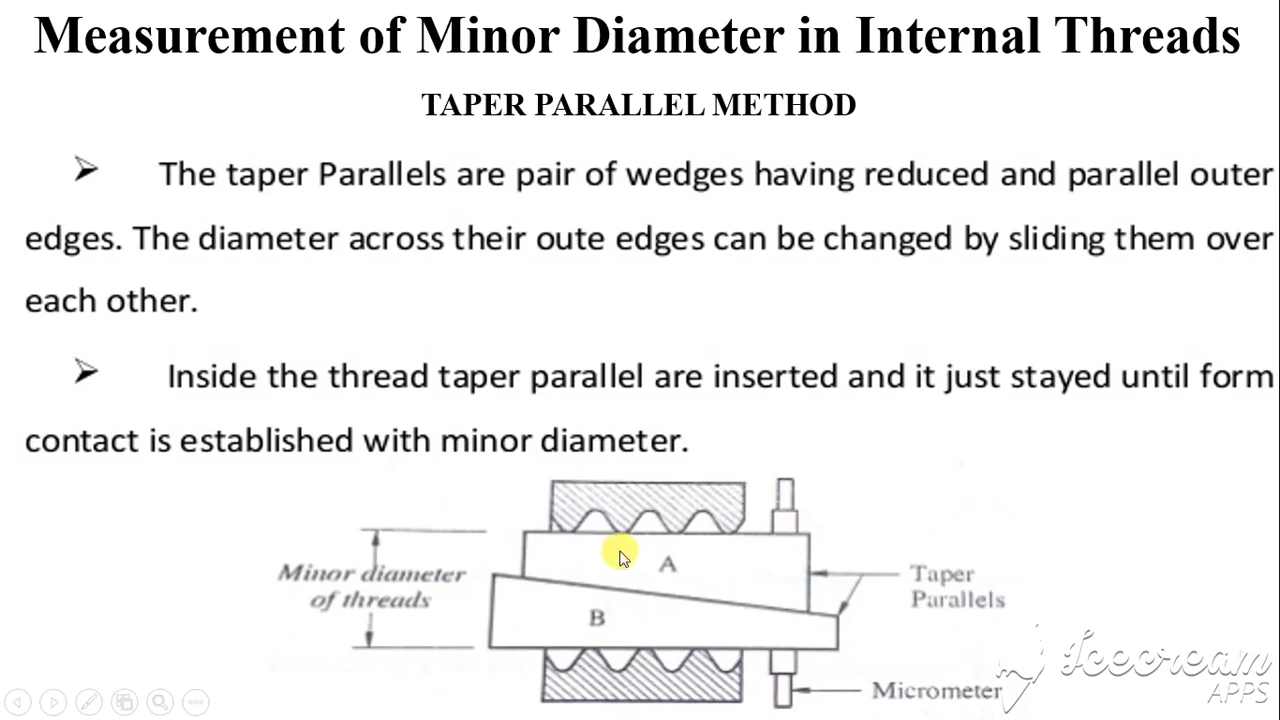 Measurement of Minor Diameter in Internal Threads
TAPER PARALLEL METHOD
The taper Parallels are pair of wedges having reduced and parallel outer
edges. The diameter across their oute edges can be changed by sliding them over
each other.
Inside the thread taper parallel are inserted and it just stayed until form
contact is established with minor diameter.
A
Minor diameter
of threads
Taper
Parallels
B
Micrometer
Icecream
APPS